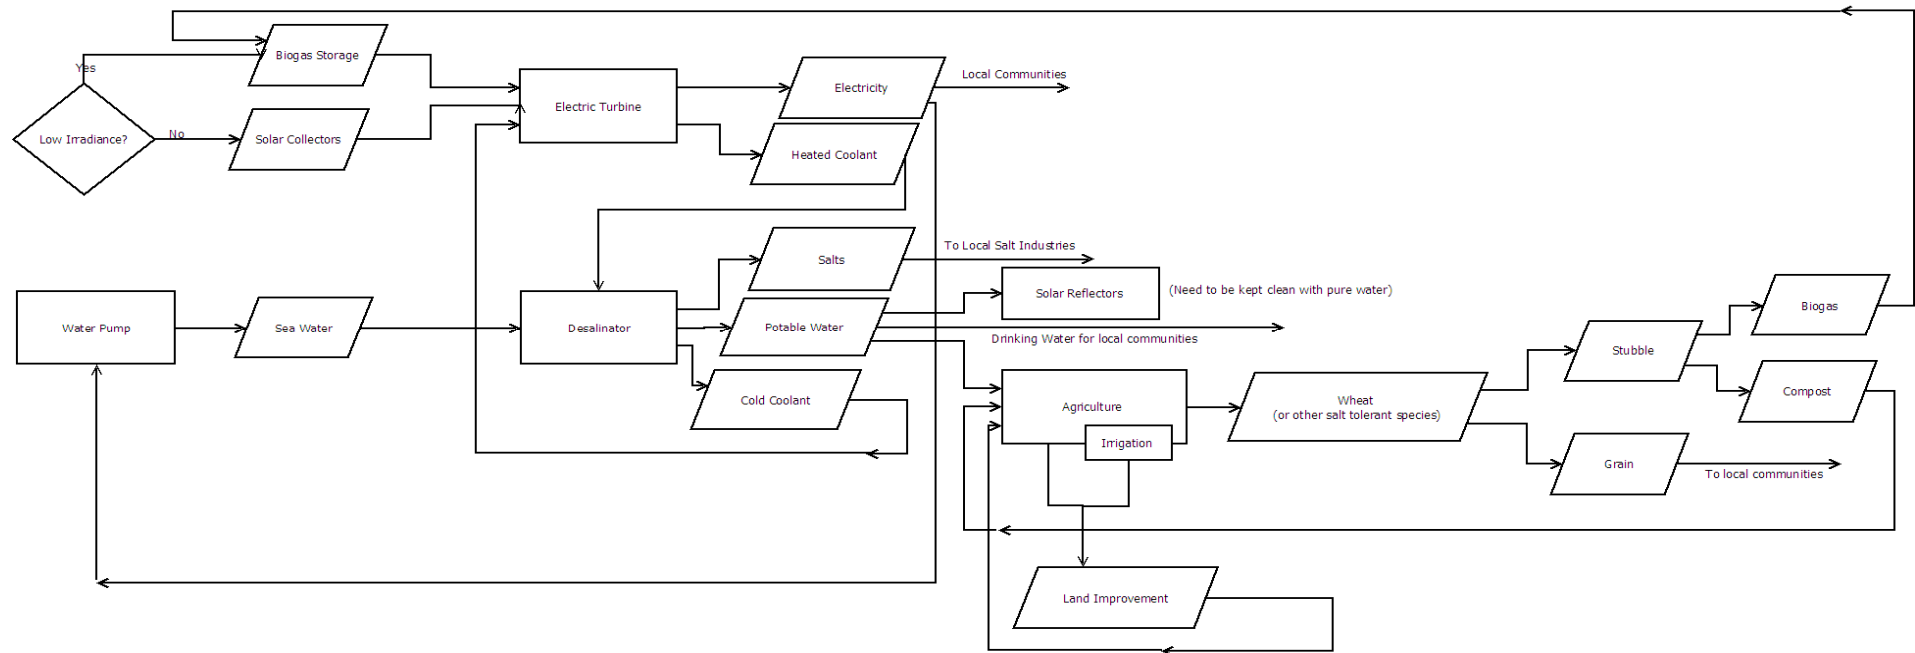 Yes
Biogas Storage
Low Irradiance?
No
Solar Collectors
Electric Turbine
Electricity
Local Communities
Heated Coolant
Salts
To Local Salt Industries
Solar Reflectors
(Need to be kept clean with pure water)
Water Pump
Sea Water
Desalinator
Potable Water
Drinking Water for local communities
Cold Coolant
Agriculture
Irrigation
Wheat
(or other salt tolerant species)
Stubble
Biogas
Compost
Grain
To local communities
Land Improvement